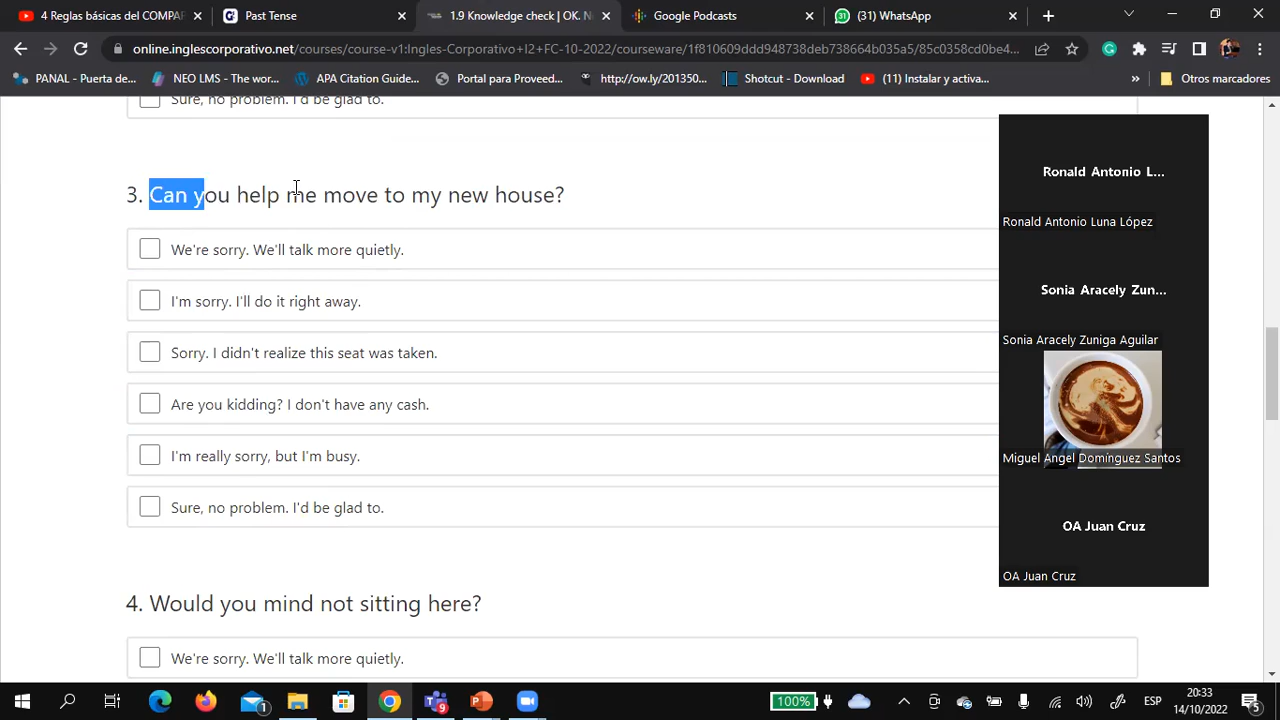 4 Reglas básicas del COMPAR
Past Tense
1.9 Knowledge check | OK. N
Google Podcasts
(31) WhatsApp
online.inglescorporativo.net/courses/course-v1:Ingles-Corporativo+I2+FC-10-2022/courseware/1f810609ddd948738deb738664b035a5/85c0358cd0be4...
PANAL - Puerta de...
NEO LMS - The wor...
APA Citation Guide...
Portal para Proveed...
http://ow.ly/201350...
Shotcut - Download
(11) Instalar y activa...
»
Otros marcadores
Sure, no problem. I'd be glad to.
3. Can you help me move to my new house?
We're sorry. We'll talk more quietly.
I'm sorry. I'll do it right away.
Sorry. I didn't realize this seat was taken.
Are you kidding? I don't have any cash.
I'm really sorry, but I'm busy.
Sure, no problem. I'd be glad to.
4. Would you mind not sitting here?
We're sorry. We'll talk more quietly.
Ronald Antonio L...
Ronald Antonio Luna López
Sonia Aracely Zun...
Sonia Aracely Zuniga Aguilar
Miguel Angel Domínguez Santos
OA Juan Cruz
OA Juan Cruz
1
9
100%
ESP
20:33
14/10/2022
5